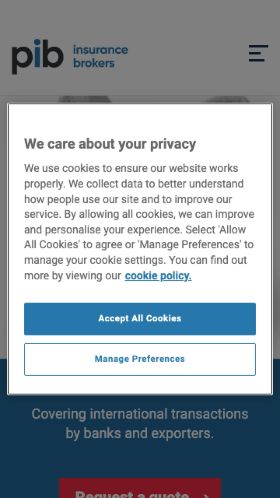 pib insurance
brokers
We care about your privacy
We use cookies to ensure our website works
properly. We collect data to better understand
how people use our site and to improve our
service. By allowing all cookies, we can improve
and personalise your experience. Select 'Allow
All Cookies' to agree or 'Manage Preferences' to
manage your cookie settings. You can find out
more by viewing our cookie policy.
Accept All Cookies
Manage Preferences
Covering international transactions
by banks and exporters.
Request a quote